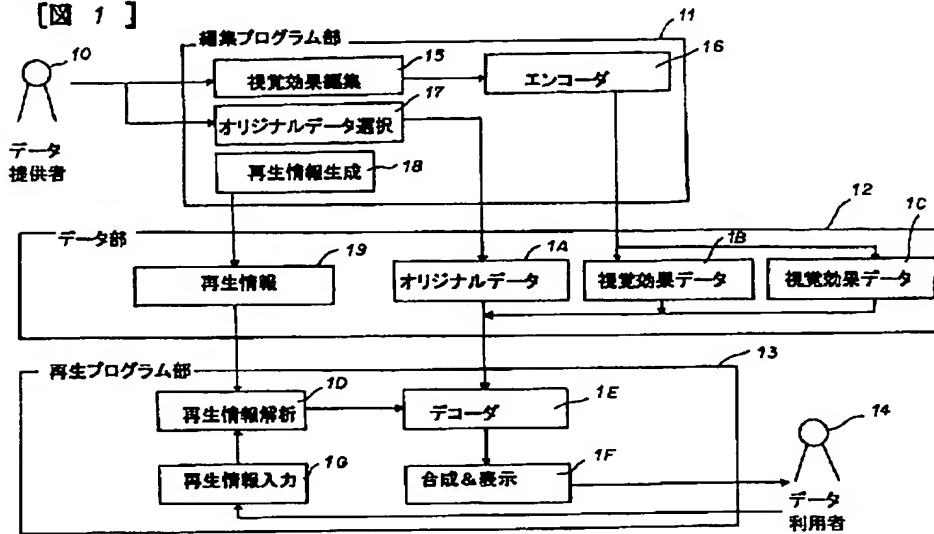 [図 1 ]
11
編集プログラム部
10
15
16
視覚効果編集
エンコーダ
17
オリジナルデータ選択
データ
提供者
18
再生情報生成
12
データ部
19
1A
1B
1C
再生情報
オリジナルデータ
視覚効果データ
視覚効果データ
13
再生プログラム部
1D
1E
14
再生情報解析
デコーダ
1G
1F
再生情報入力
合成&表示
データ
利用者